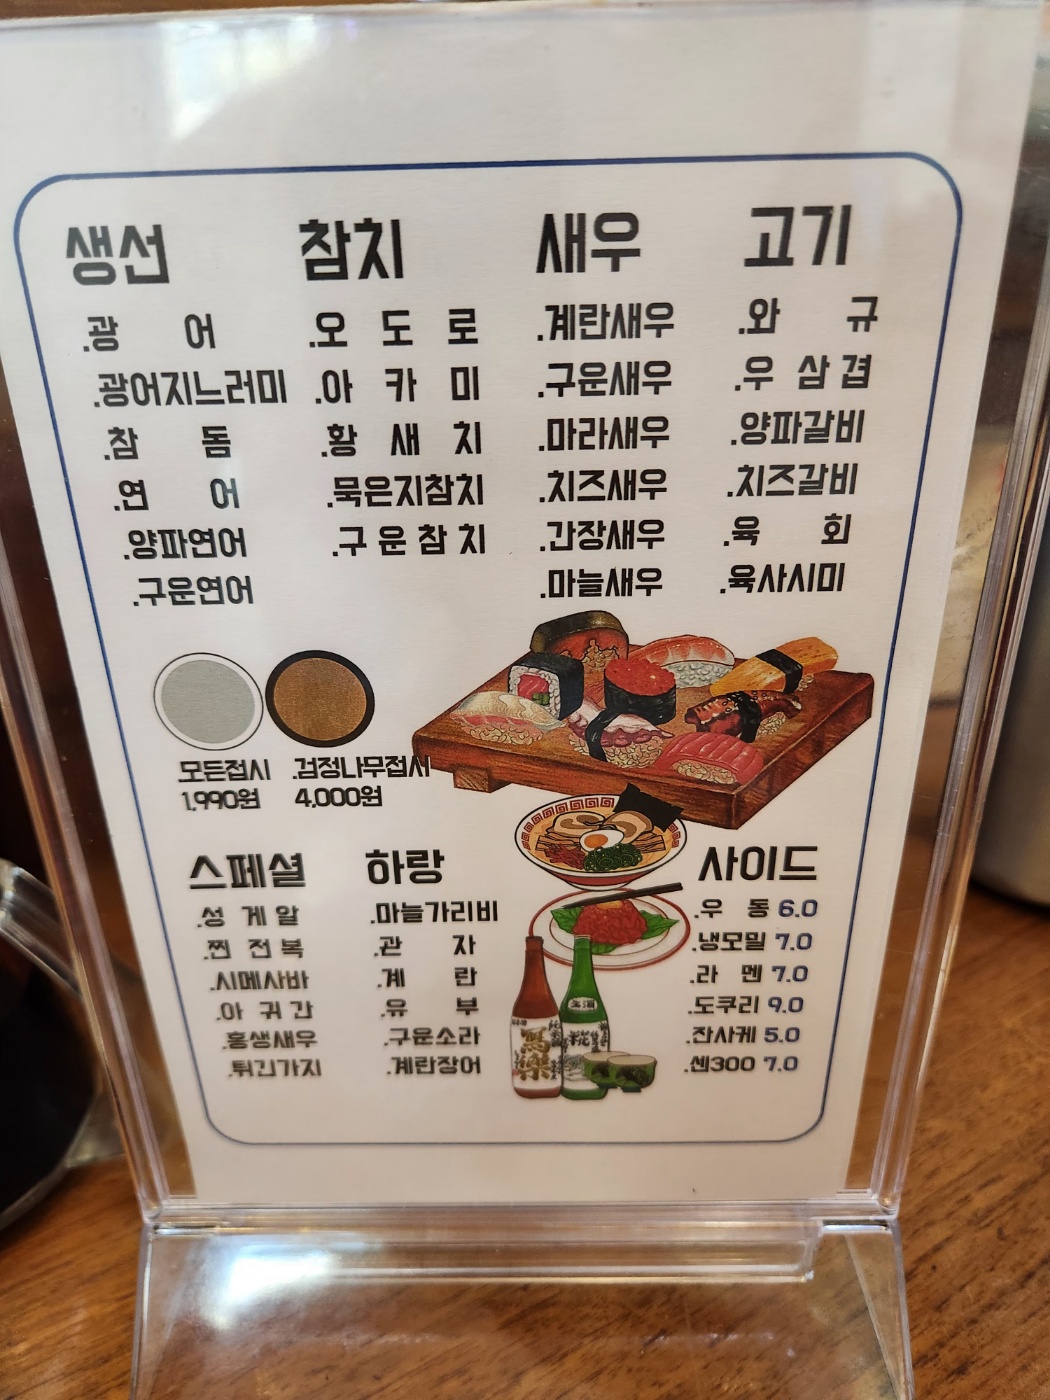 생선
.광 어
.광어지느러미
.참 돔
.연 어
.양파연어
.구운연어
참치
.오 도 로
.아 카 미
.황 새 치
.묵은지참치
.구 운 참 치
새우
.계란새우
.구운새우
.마라새우
.치즈새우
.간장새우
.마늘새우
고기
.와 규
.우 삼 겹
.양파갈비
.치즈갈비
.육 회
.육사시미
모든접시
1,990원
.검정나무접시
4,000원
스페셜
.성 게 알
.찐 전 복
.시메사바
.아 귀 간
.홍생새우
.튀긴가지
하랑
.마늘가리비
.관 자
.계 란
.유 부
.구운소라
.계란장어
사이드
.우 동 6.0
.냉모밀 7.0
.라 멘 7.0
.도쿠리 9.0
.잔사케 5.0
.센300 7.0